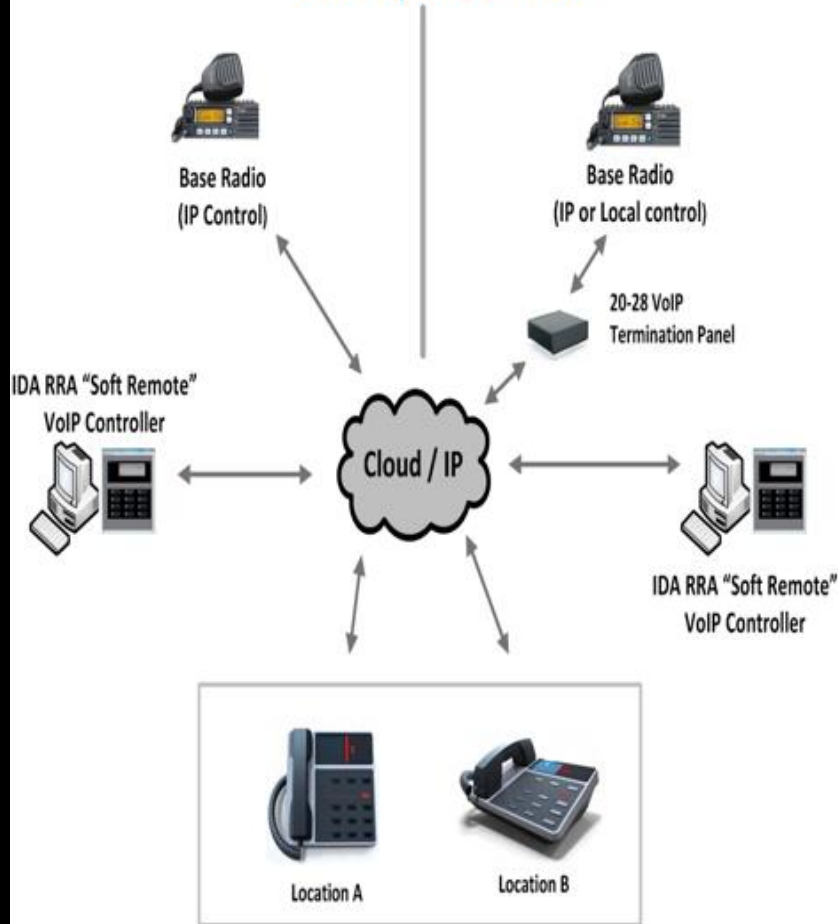 Base Radio
(IP Control)
Base Radio
(IP or Local control)
20-28 VoIP
Termination Panel
IDA RRA “Soft Remote”
VoIP Controller
Cloud / IP
IDA RRA “Soft Remote”
VoIP Controller
Location A
Location B